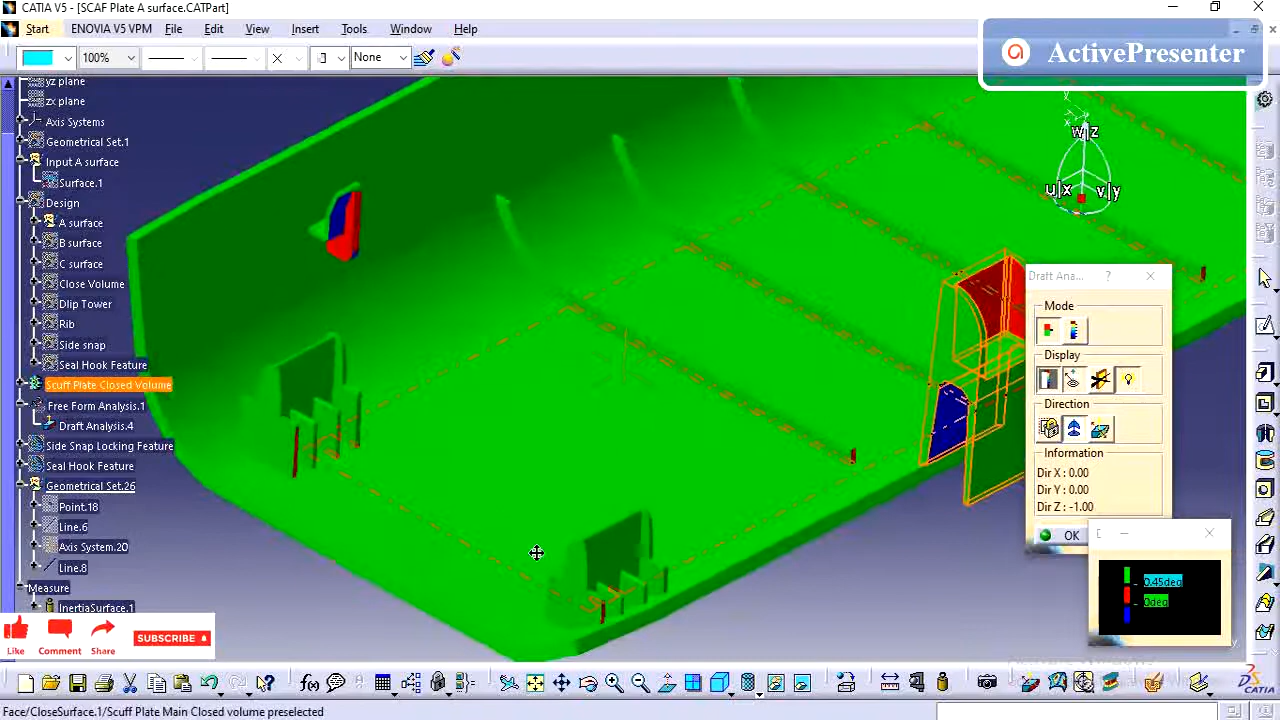 CATIA V5 - [SCAF Plate A surface.CATPart]
Start ENOVIA V5 VPM File Edit View Insert Tools Window Help
ActivePresenter
100% None
yz plane
zx plane
Axis Systems
Geometrical Set.1
Input A surface
Surface.1
Design
A surface
B surface
C surface
Close Volume
Dlip Tower
Rib
Side snap
Seal Hook Feature
Scuff Plate Closed Volume
Free Form Analysis.1
Draft Analysis.4
Side Snap Locking Feature
Seal Hook Feature
Geometrical Set.26
Point.18
Line.6
Axis System.20
Line.8
Measure
InertiaSurface.1
w|z
u|x v|y
Draft Ana... ?
Mode
Display
Direction
Information
Dir X : 0.00
Dir Y : 0.00
Dir Z : -1.00
OK
0.45deg
0deg
Like Comment Share SUBSCRIBE
f(x)
DS CATIA
Face/CloseSurface.1/Scuff Plate Main Closed volume preselected